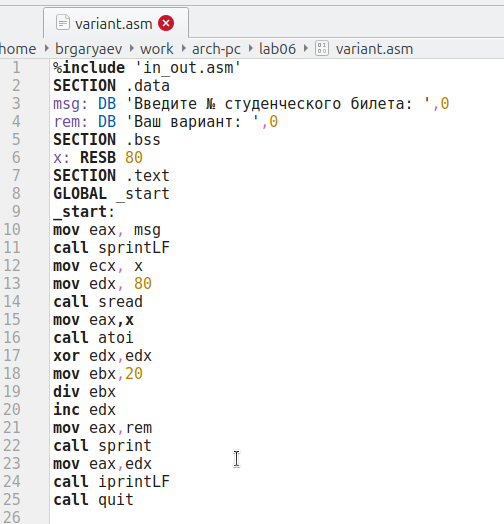 variant.asm
home brgaryaev work arch-pc lab06 variant.asm
1 %include 'in_out.asm'
2 SECTION .data
3 msg: DB 'Введите № студенческого билета: ',0
4 rem: DB 'Ваш вариант: ',0
5 SECTION .bss
6 x: RESB 80
7 SECTION .text
8 GLOBAL _start
9 _start:
10 mov eax, msg
11 call sprintLF
12 mov ecx, x
13 mov edx, 80
14 call sread
15 mov eax,x
16 call atoi
17 xor edx,edx
18 mov ebx,20
19 div ebx
20 inc edx
21 mov eax,rem
22 call sprint
23 mov eax,edx
24 call iprintLF
25 call quit
26